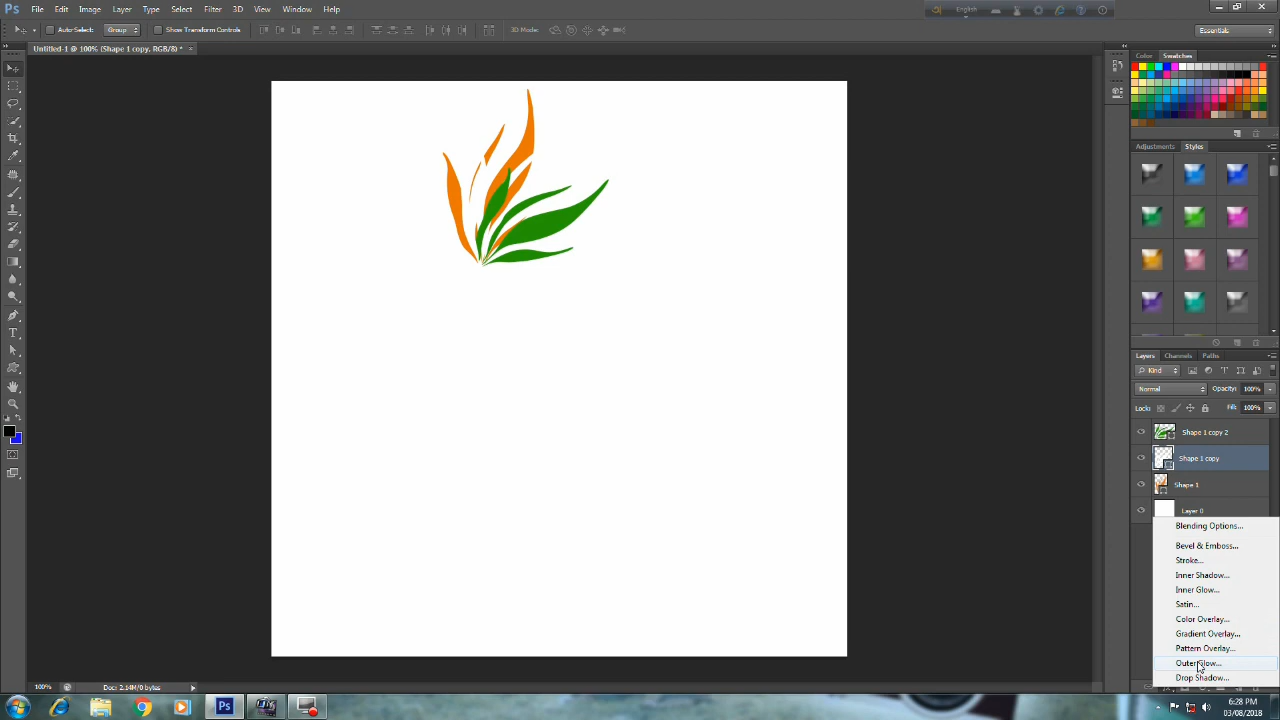 Ps File Edit Image Layer Type Select Filter 3D View Window Help
English
Auto-Select: Group Show Transform Controls 3D Mode: Essentials
Untitled-1 @ 100% (Shape 1 copy, RGB/8) * ×
Color Swatches
Adjustments Styles
Layers Channels Paths
Kind
Normal Opacity: 100%
Lock: Fill: 100%
Shape 1 copy 2
Shape 1 copy
Shape 1
Layer 0
Blending Options...
Bevel & Emboss...
Stroke...
Inner Shadow...
Inner Glow...
Satin...
Color Overlay...
Gradient Overlay...
Pattern Overlay...
Outer Glow...
Drop Shadow...
100% Doc: 2.14M/0 bytes
Ps
6:28 PM
03/08/2018